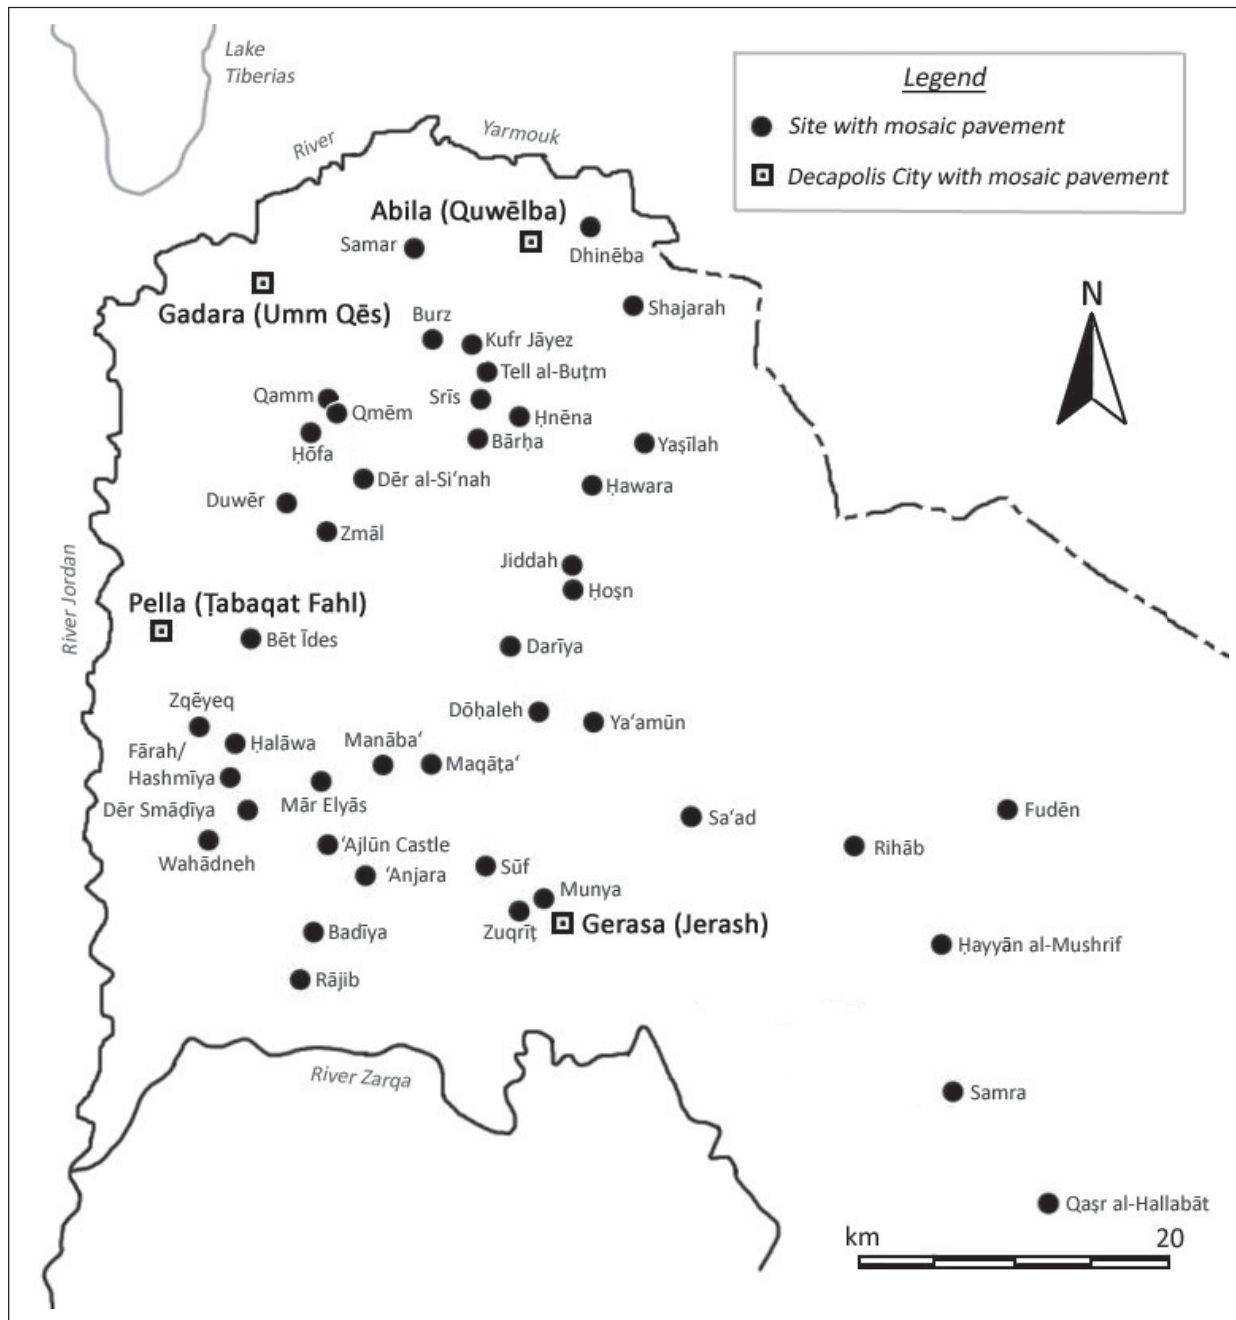 Lake
Tiberias
Legend
Site with mosaic pavement
Decapolis City with mosaic pavement
River
Yarmouk
Abila (Quwēlba)
Samar
Dhinēba
Gadara (Umm Qēs)
Shajarah
N
Burz
Kufr Jāyez
Tell al-Buṭm
Qamm
Qmēm
Srīs
Ḥnēna
Ḥōfa
Bārḥa
Yaṣīlah
Dēr al-Si‘nah
Ḥawara
Duwēr
Zmāl
Jiddah
Ḥoṣn
River Jordan
Pella (Ṭabaqat Fahl)
Bēt Īdes
Darīya
Zqēyeq
Dōḥaleh
Ya‘amūn
Ḥalāwa
Manāba‘
Maqāṭa‘
Fārah/
Hashmīya
Mār Elyās
Dēr Smāḍīya
Sa‘ad
Fudēn
Wahādneh
‘Ajlūn Castle
Rihāb
‘Anjara
Sūf
Munya
Zuqrīṭ
Gerasa (Jerash)
Badīya
Ḥayyān al-Mushrif
Rājib
River Zarqa
Samra
Qaṣr al-Hallabāt
km 20